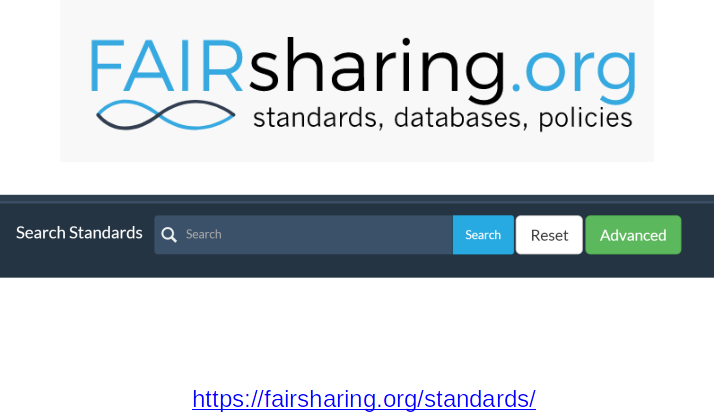 FAIRsharing.org
standards, databases, policies
Search Standards Search Search Reset Advanced
https://fairsharing.org/standards/